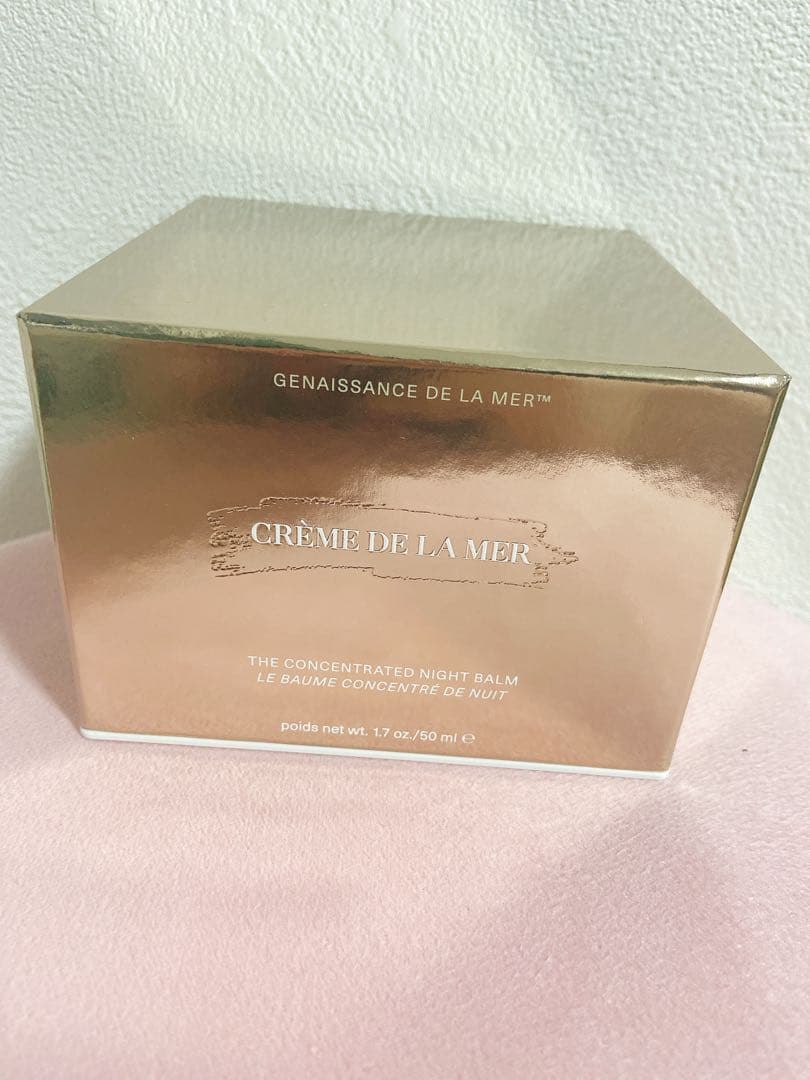 GENAISSANCE DE LA MER™
CRÈME DE LA MER
THE CONCENTRATED NIGHT BALM
LE BAUME CONCENTRÉ DE NUIT
poids net wt. 1.7 oz./50 ml ℮